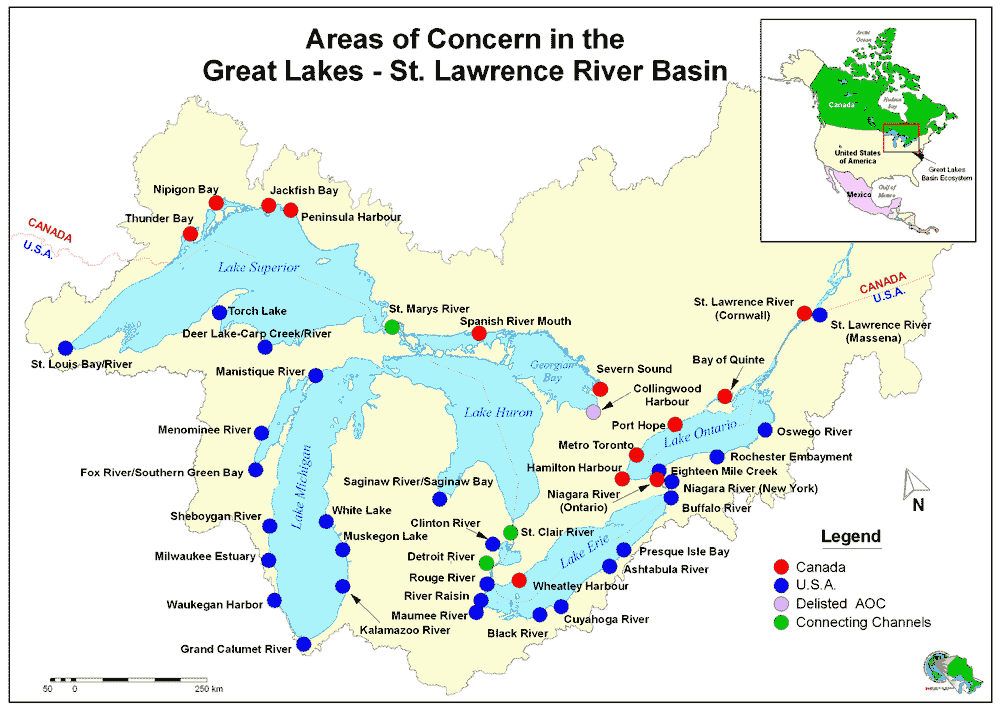 Areas of Concern in the
Great Lakes - St. Lawrence River Basin
Arctic
Ocean
Canada
Hudson
Bay
United States
of America
Great Lakes
Basin Ecosystem
Mexico
Gulf of
Mexico
Nipigon Bay
Jackfish Bay
Thunder Bay
Peninsula Harbour
CANADA
U.S.A.
Lake Superior
CANADA
U.S.A.
St. Marys River
Spanish River Mouth
St. Lawrence River
(Cornwall)
Torch Lake
Deer Lake-Carp Creek/River
St. Lawrence River
(Massena)
St. Louis Bay/River
Manistique River
Georgian
Bay
Severn Sound
Bay of Quinte
Collingwood
Harbour
Lake Huron
Port Hope
Lake Ontario
Menominee River
Oswego River
Metro Toronto
Rochester Embayment
Fox River/Southern Green Bay
Hamilton Harbour
Eighteen Mile Creek
Lake Michigan
Saginaw River/Saginaw Bay
Niagara River
(Ontario)
Niagara River (New York)
Buffalo River
N
Sheboygan River
White Lake
Clinton River
Muskegon Lake
St. Clair River
Lake Erie
Legend
Milwaukee Estuary
Detroit River
Presque Isle Bay
Canada
Rouge River
Ashtabula River
U.S.A.
Wheatley Harbour
Waukegan Harbor
River Raisin
Delisted AOC
Maumee River
Cuyahoga River
Connecting Channels
Kalamazoo River
Black River
Grand Calumet River
50 0 250 km